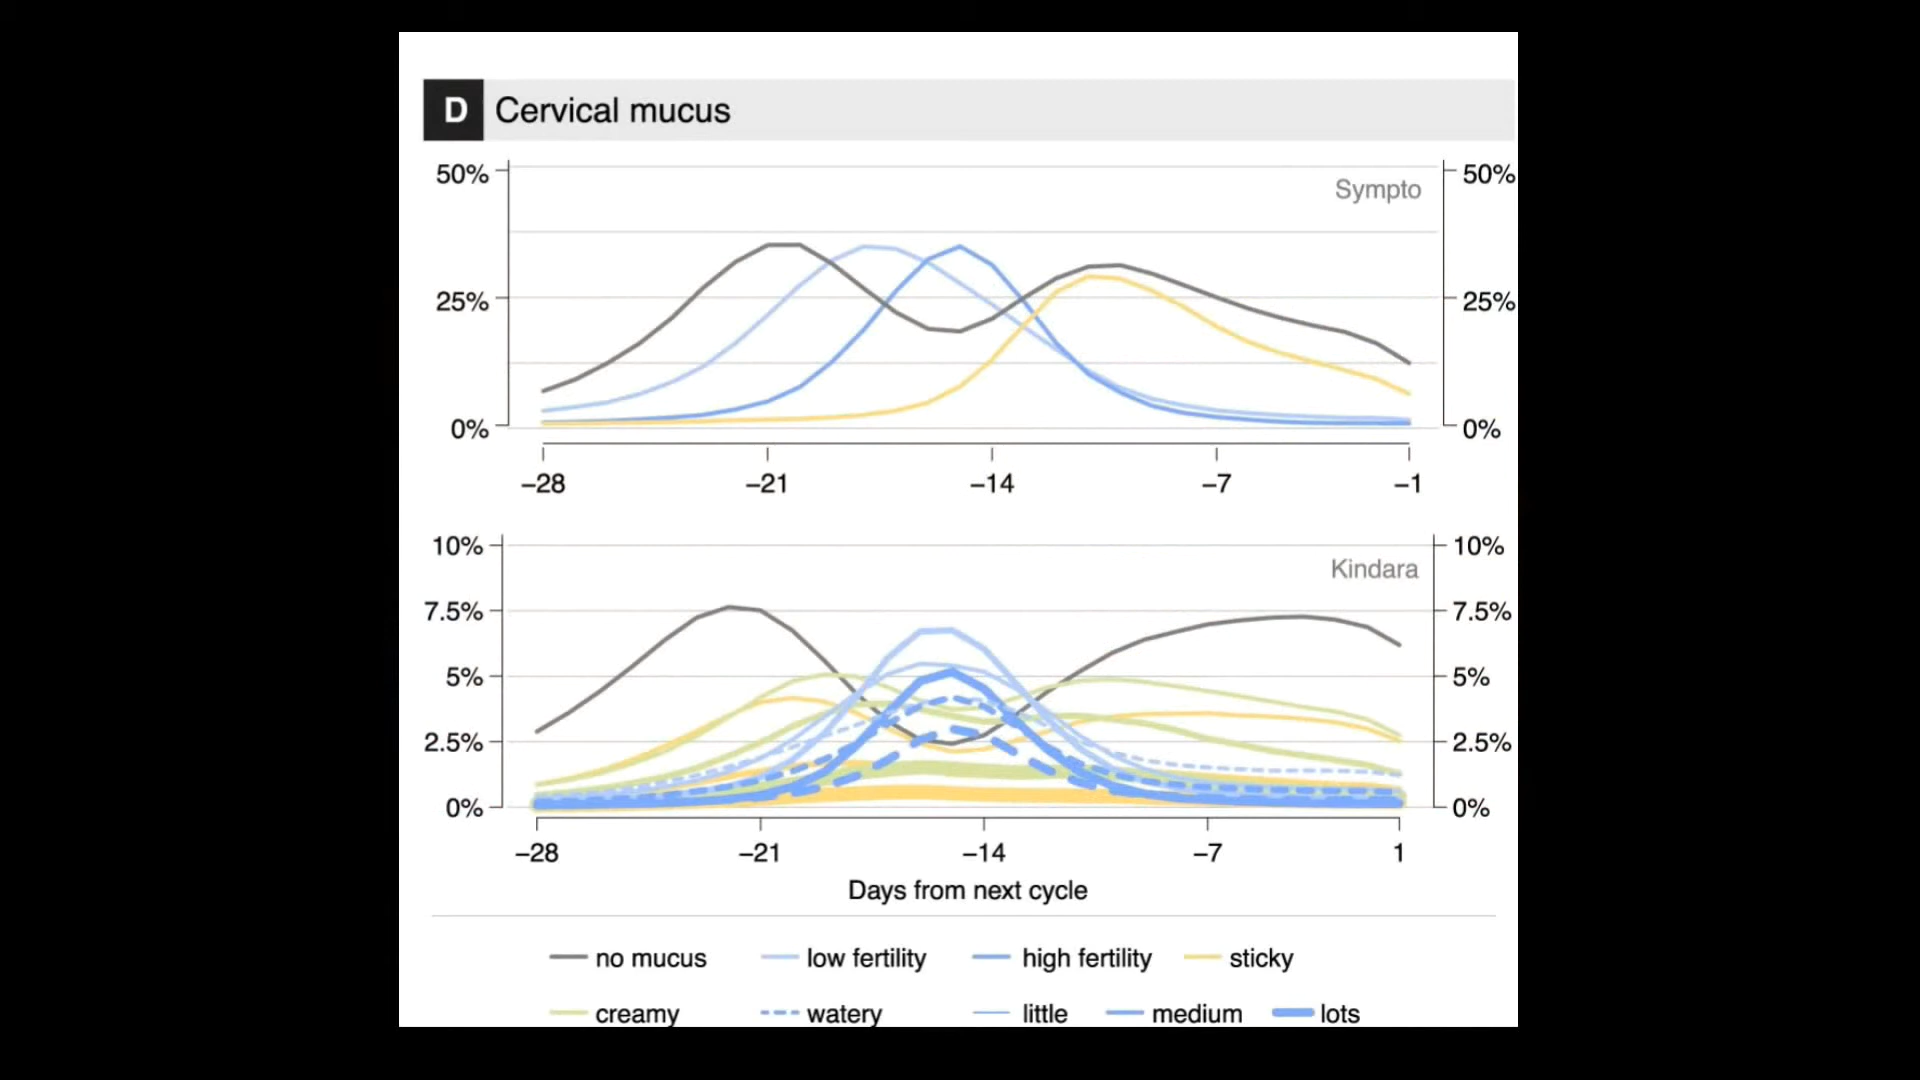 D Cervical mucus
50% 50%
Sympto
25% 25%
0% 0%
−28 −21 −14 −7 −1
10% 10%
Kindara
7.5% 7.5%
5% 5%
2.5% 2.5%
0% 0%
−28 −21 −14 −7 1
Days from next cycle
no mucus low fertility high fertility sticky
creamy watery little medium lots